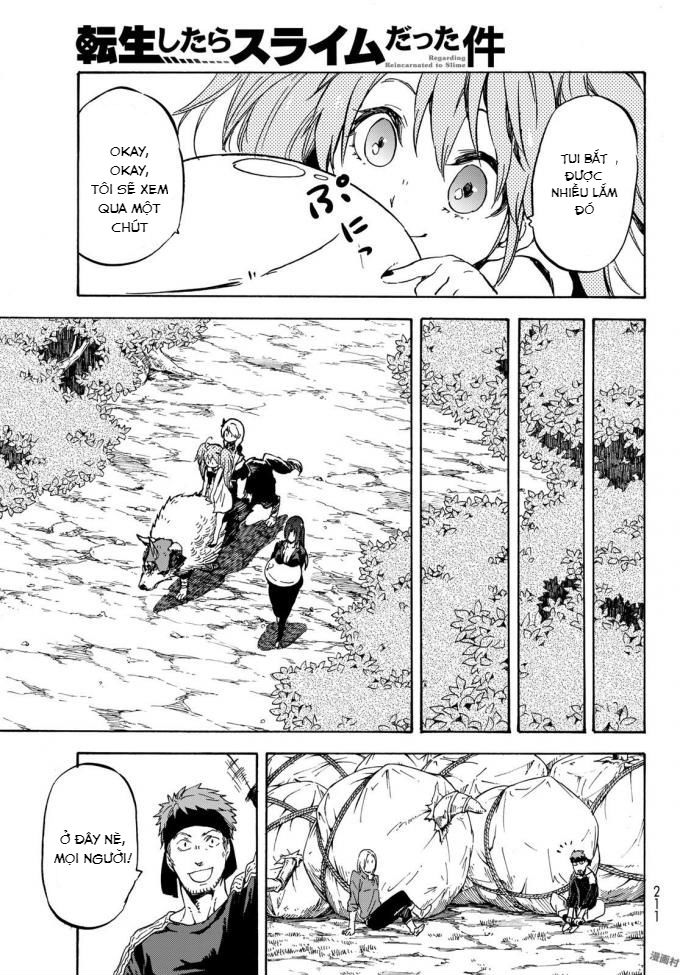 転生したらスライムだった件
Regarding
Reincarnated to Slime
TUI BẮT ,
ĐƯỢC
NHIỀU LẮM
ĐÓ
OKAY,
OKAY,
TÔI SẼ XEM
QUA MỘT
CHÚT
ぷにっ
Ở ĐÂY NÈ,
MỌI NGƯỜI!
211
漫画村